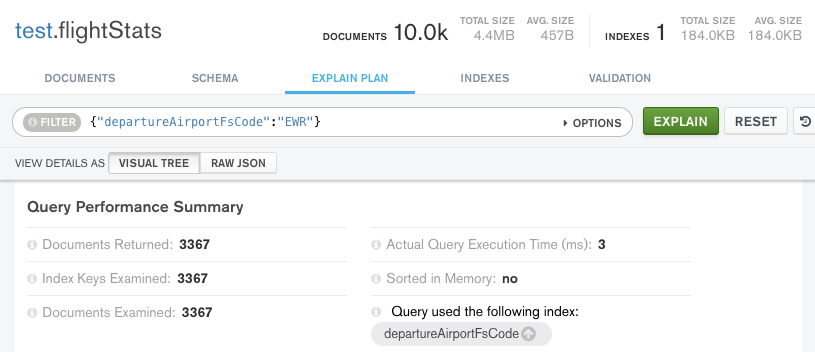 test.flightStats
DOCUMENTS 10.0k TOTAL SIZE 4.4MB AVG. SIZE 457B INDEXES 1 TOTAL SIZE 184.0KB AVG. SIZE 184.0KB
DOCUMENTS SCHEMA EXPLAIN PLAN INDEXES VALIDATION
FILTER {"departureAirportFsCode":"EWR"} OPTIONS EXPLAIN RESET
VIEW DETAILS AS VISUAL TREE RAW JSON
Query Performance Summary
Documents Returned: 3367
Index Keys Examined: 3367
Documents Examined: 3367
Actual Query Execution Time (ms): 3
Sorted in Memory: no
Query used the following index:
departureAirportFsCode